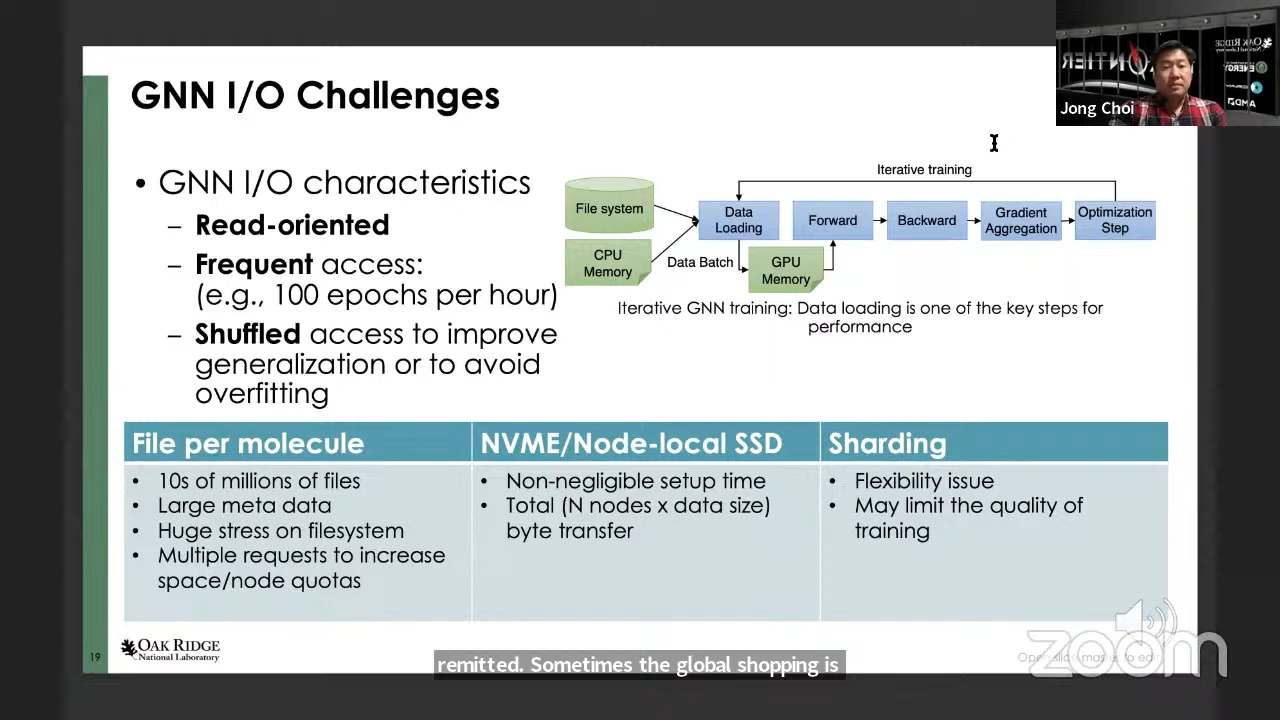 GNN I/O Challenges
Jong Choi
• GNN I/O characteristics
– Read-oriented
– Frequent access:
(e.g., 100 epochs per hour)
– Shuffled access to improve
generalization or to avoid
overfitting
Iterative training
File system
CPU
Memory
Data
Loading
Data Batch
GPU
Memory
Forward
Backward
Gradient
Aggregation
Optimization
Step
Iterative GNN training: Data loading is one of the key steps for
performance
File per molecule
• 10s of millions of files
• Large meta data
• Huge stress on filesystem
• Multiple requests to increase
space/node quotas
NVME/Node-local SSD
• Non-negligible setup time
• Total (N nodes x data size)
byte transfer
Sharding
• Flexibility issue
• May limit the quality of
training
19
OAK RIDGE
National Laboratory
remitted. Sometimes the global shopping is
zoom